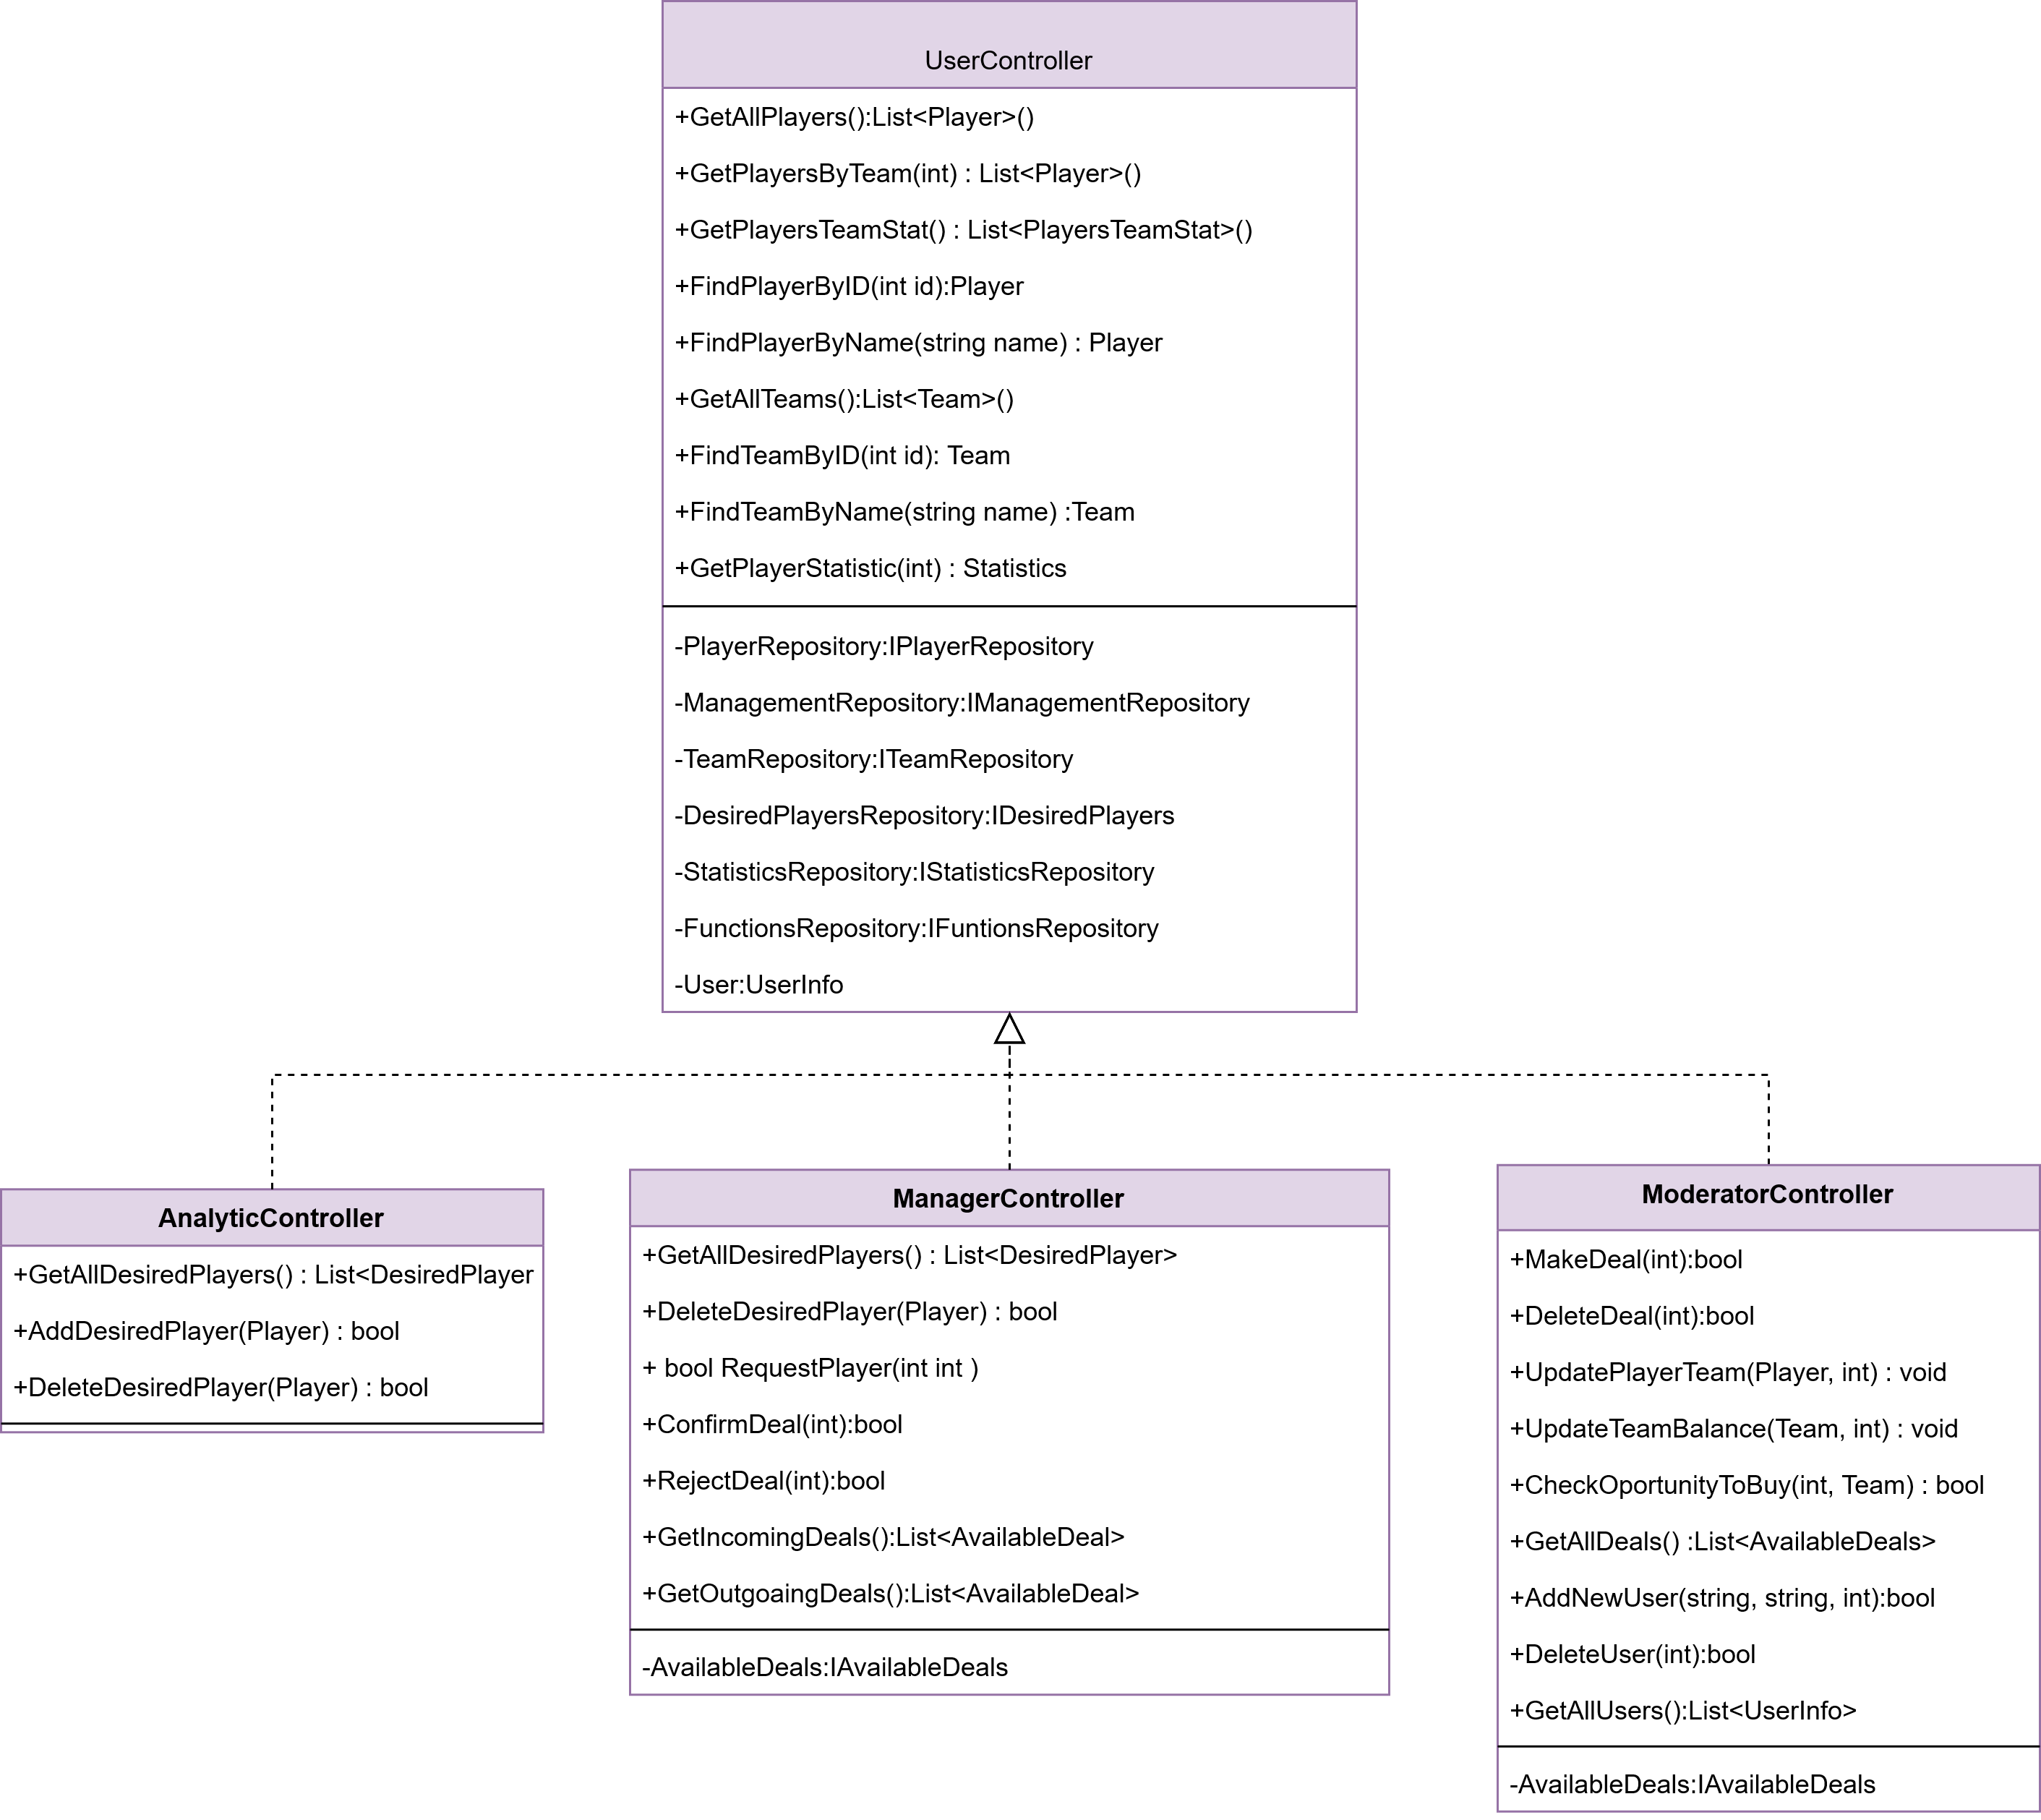 UserController
+GetAllPlayers():List<Player>()
+GetPlayersByTeam(int) : List<Player>()
+GetPlayersTeamStat() : List<PlayersTeamStat>()
+FindPlayerByID(int id):Player
+FindPlayerByName(string name) : Player
+GetAllTeams():List<Team>()
+FindTeamByID(int id): Team
+FindTeamByName(string name) :Team
+GetPlayerStatistic(int) : Statistics
-PlayerRepository:IPlayerRepository
-ManagementRepository:IManagementRepository
-TeamRepository:ITeamRepository
-DesiredPlayersRepository:IDesiredPlayers
-StatisticsRepository:IStatisticsRepository
-FunctionsRepository:IFuntionsRepository
-User:UserInfo
AnalyticController
+GetAllDesiredPlayers() : List<DesiredPlayer
+AddDesiredPlayer(Player) : bool
+DeleteDesiredPlayer(Player) : bool
ManagerController
+GetAllDesiredPlayers() : List<DesiredPlayer>
+DeleteDesiredPlayer(Player) : bool
+ bool RequestPlayer(int int )
+ConfirmDeal(int):bool
+RejectDeal(int):bool
+GetIncomingDeals():List<AvailableDeal>
+GetOutgoaingDeals():List<AvailableDeal>
-AvailableDeals:IAvailableDeals
ModeratorController
+MakeDeal(int):bool
+DeleteDeal(int):bool
+UpdatePlayerTeam(Player, int) : void
+UpdateTeamBalance(Team, int) : void
+CheckOportunityToBuy(int, Team) : bool
+GetAllDeals() :List<AvailableDeals>
+AddNewUser(string, string, int):bool
+DeleteUser(int):bool
+GetAllUsers():List<UserInfo>
-AvailableDeals:IAvailableDeals